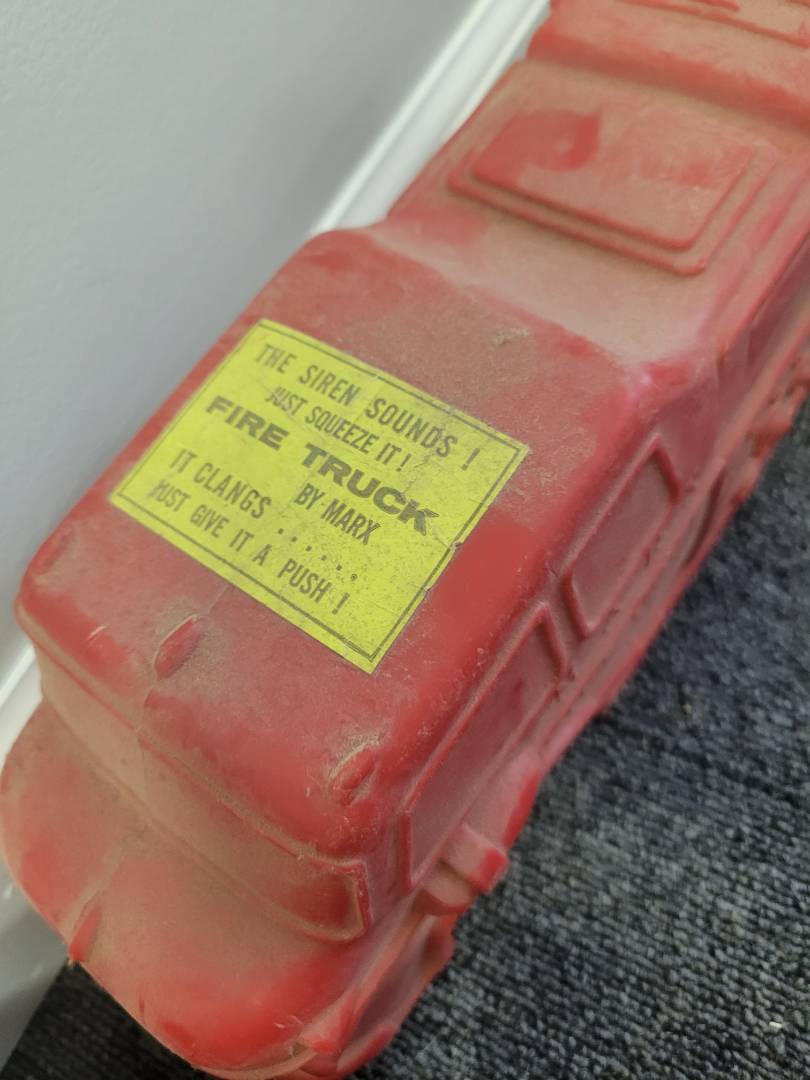 THE SIREN SOUNDS !
JUST SQUEEZE IT !
FIRE TRUCK
BY MARX
IT CLANGS . . . . . .
JUST GIVE IT A PUSH !